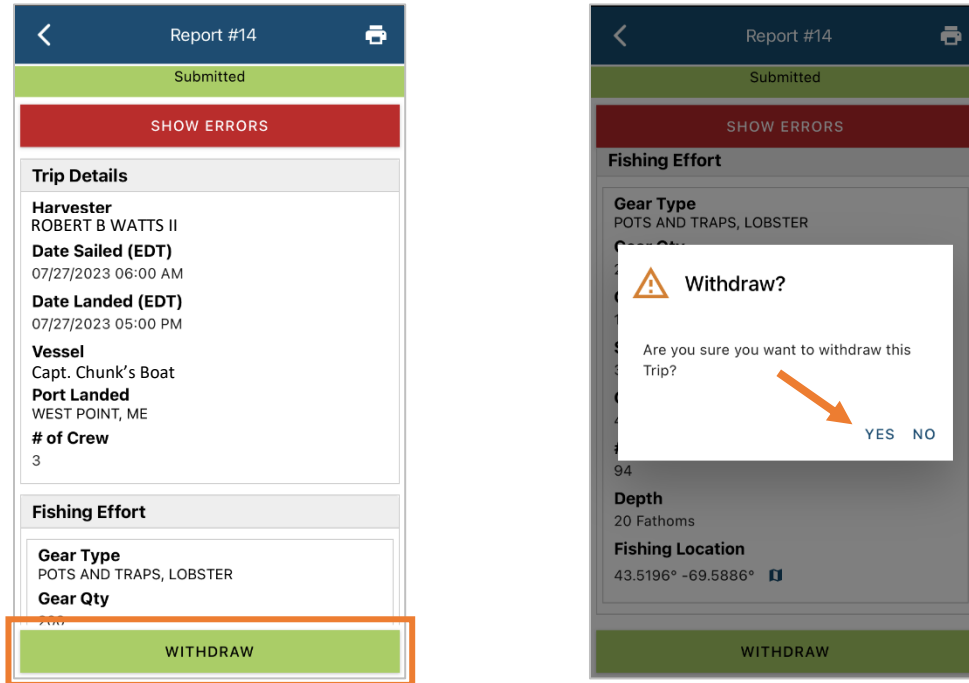 Report #14
Submitted
SHOW ERRORS
Trip Details
Harvester
ROBERT B WATTS II
Date Sailed (EDT)
07/27/2023 06:00 AM
Date Landed (EDT)
07/27/2023 05:00 PM
Vessel
Capt. Chunk's Boat
Port Landed
WEST POINT, ME
# of Crew
3
Fishing Effort
Gear Type
POTS AND TRAPS, LOBSTER
Gear Qty
WITHDRAW
Report #14
Submitted
SHOW ERRORS
Fishing Effort
Gear Type
POTS AND TRAPS, LOBSTER
Withdraw?
Are you sure you want to withdraw this
Trip?
YES NO
94
Depth
20 Fathoms
Fishing Location
43.5196° -69.5886°
WITHDRAW